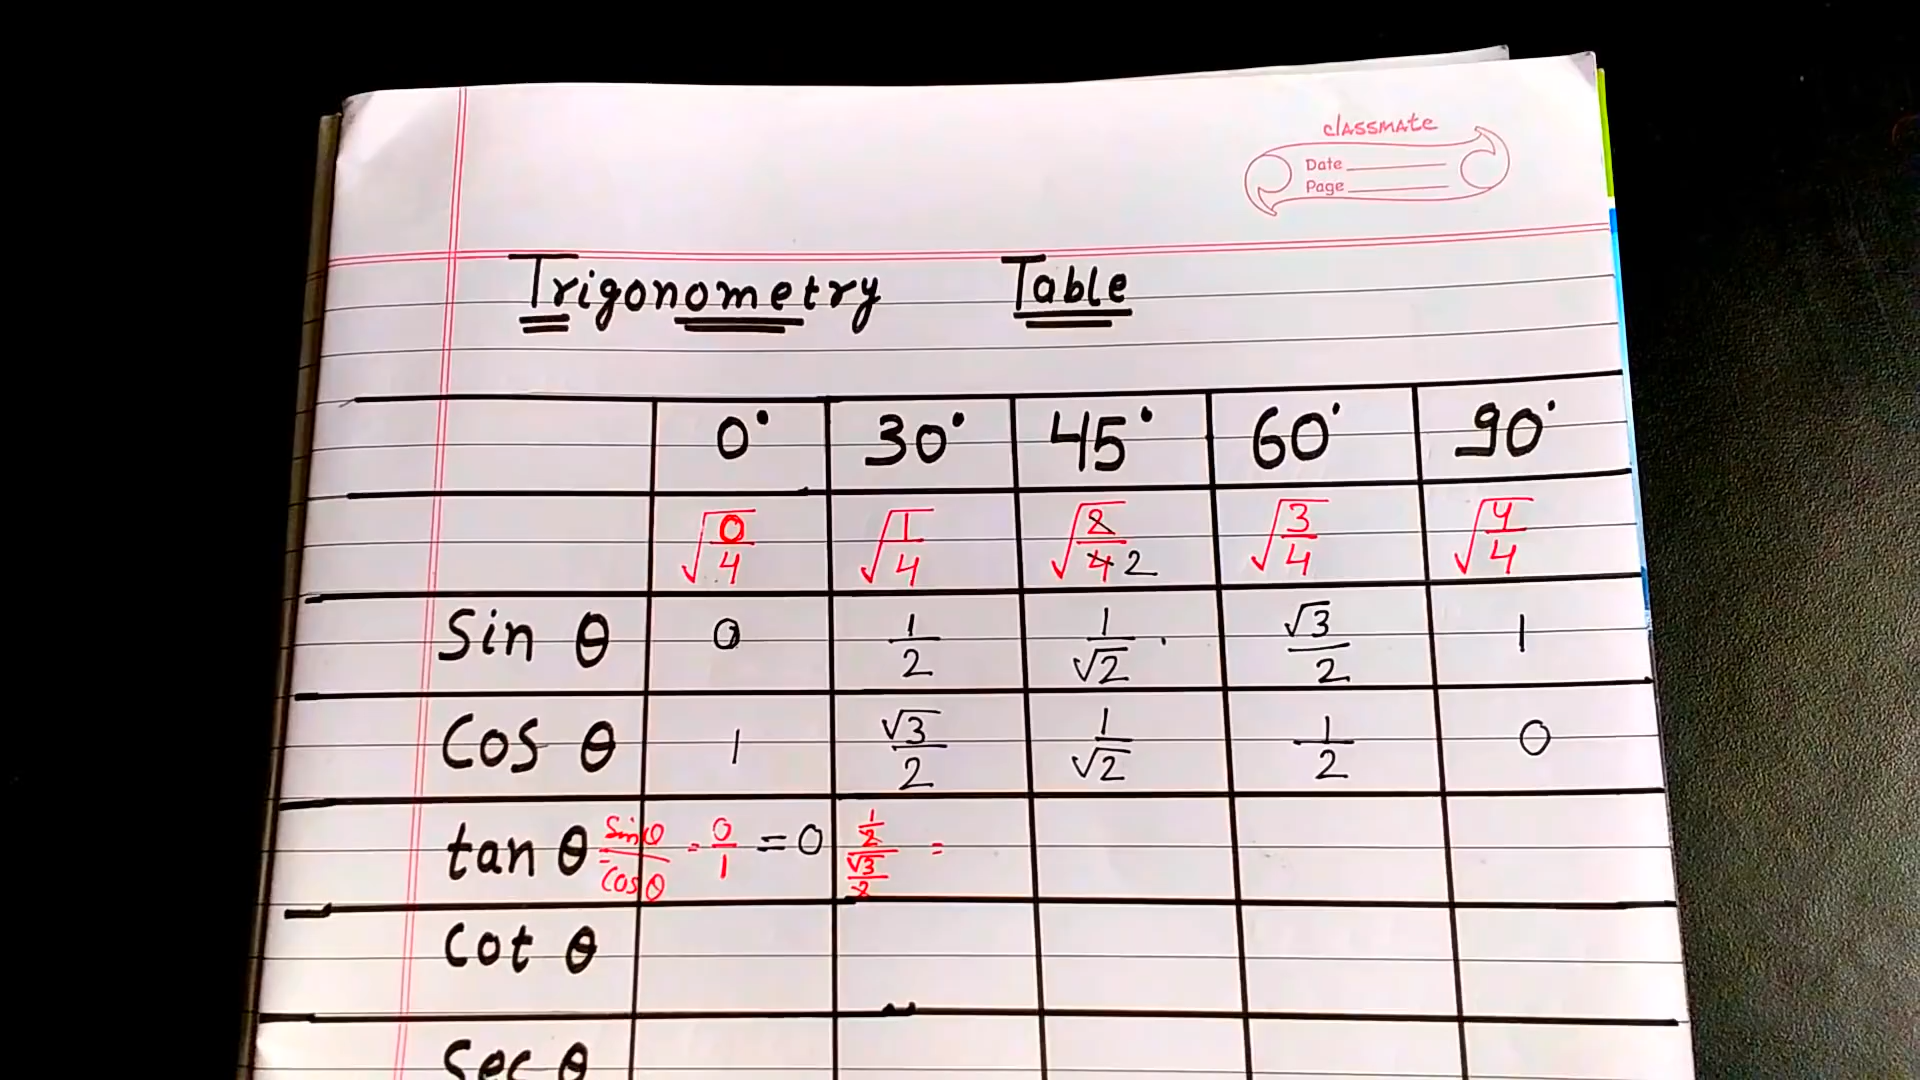 classmate
Date
Page
Trigonometry Table
0° 30° 45° 60° 90°
√0/4 √1/4 √2/4 2 √3/4 √4/4
Sin θ 0 1/2 1/√2 √3/2 1
Cos θ 1 √3/2 1/√2 1/2 0
tan θ = Sinθ/Cosθ = 0/1 = 0 1/2/√3/2 =
Cot θ
Sec θ